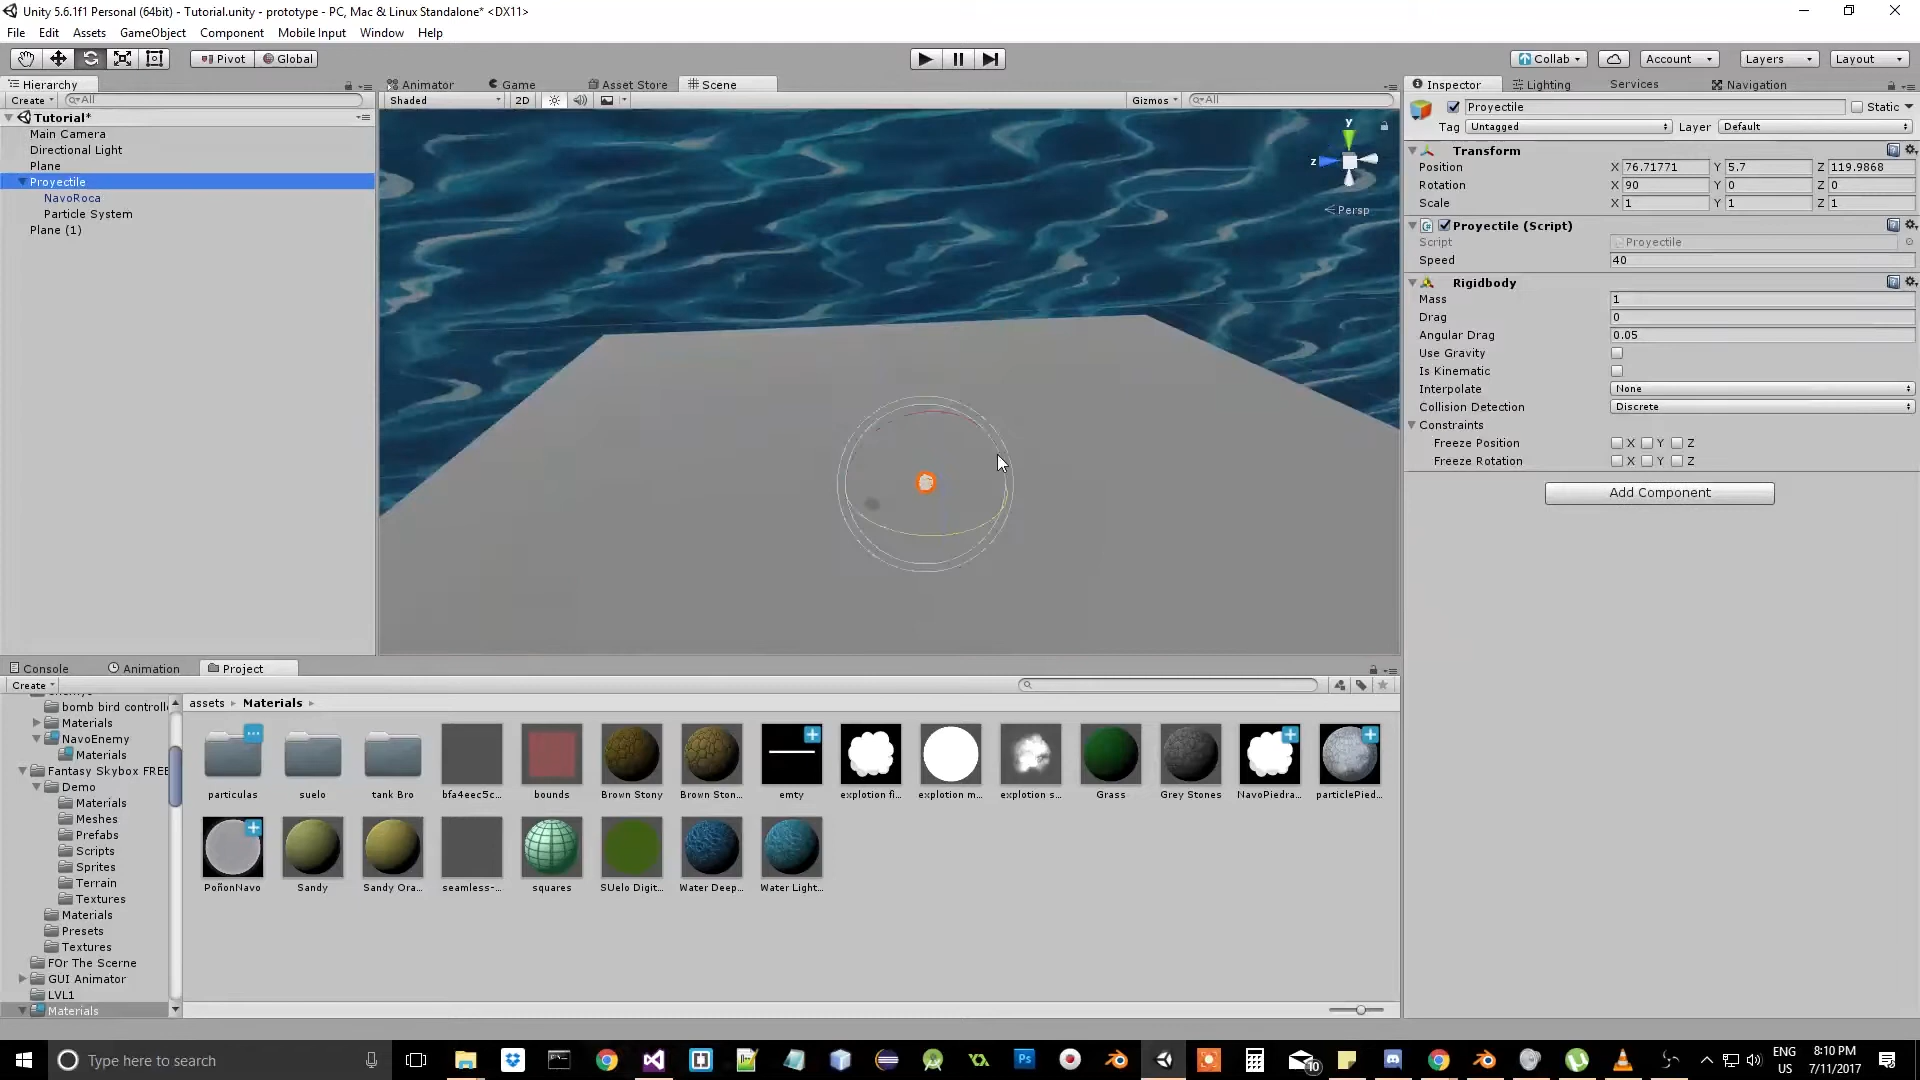 Unity 5.6.1f1 Personal (64bit) - Tutorial.unity - prototype - PC, Mac & Linux Standalone* <DX11>
File Edit Assets GameObject Component Mobile Input Window Help
Pivot Global Collab Account Layers Layout
Hierarchy Animator Game Asset Store Scene Inspector Lighting Services Navigation
Create All Shaded 2D Gizmos All Proyectile Static
Tutorial*
Main Camera
Directional Light
Plane
Proyectile
NavoRoca
Particle System
Plane (1)
y
z
Persp
Tag Untagged Layer Default
Transform
Position X 76.71771 Y 5.7 Z 119.9868
Rotation X 90 Y 0 Z 0
Scale X 1 Y 1 Z 1
Proyectile (Script)
Script Proyectile
Speed 40
Rigidbody
Mass 1
Drag 0
Angular Drag 0.05
Use Gravity
Is Kinematic
Interpolate None
Collision Detection Discrete
Constraints
Freeze Position X Y Z
Freeze Rotation X Y Z
Add Component
Console Animation Project
Create
bomb bird controll
Materials
NavoEnemy
Materials
Fantasy Skybox FREE
Demo
Materials
Meshes
Prefabs
Scripts
Sprites
Terrain
Textures
Materials
Presets
Textures
FOr The Scerne
GUI Animator
LVL1
Materials
assets Materials
particulas suelo tank Bro bfa4eec5c... bounds Brown Stony Brown Ston... emty explotion fi... explotion m... explotion s... Grass Grey Stones NavoPiedra... particlePied...
PoñonNavo Sandy Sandy Ora... seamless-... squares SUelo Digit... Water Deep... Water Light...
Type here to search
Ps
10
ENG
US
8:10 PM
7/11/2017